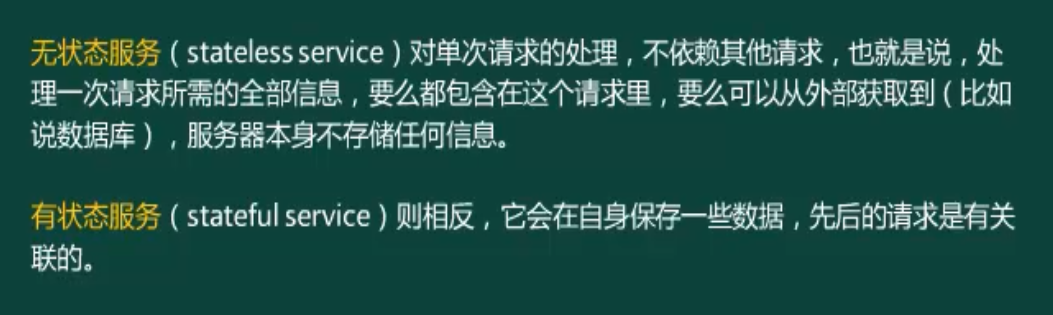 无状态服务（stateless service）对单次请求的处理，不依赖其他请求，也就是说，处
理一次请求所需的全部信息，要么都包含在这个请求里，要么可以从外部获取到（比如
说数据库），服务器本身不存储任何信息。
有状态服务（stateful service）则相反，它会在自身保存一些数据，先后的请求是有关
联的。